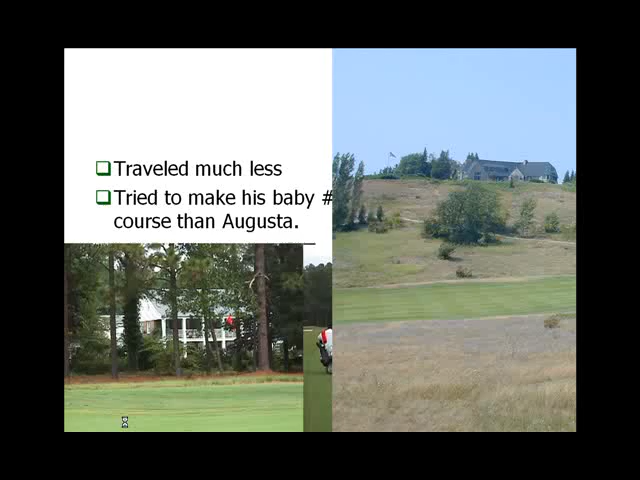 Traveled much less
Tried to make his baby #
course than Augusta.